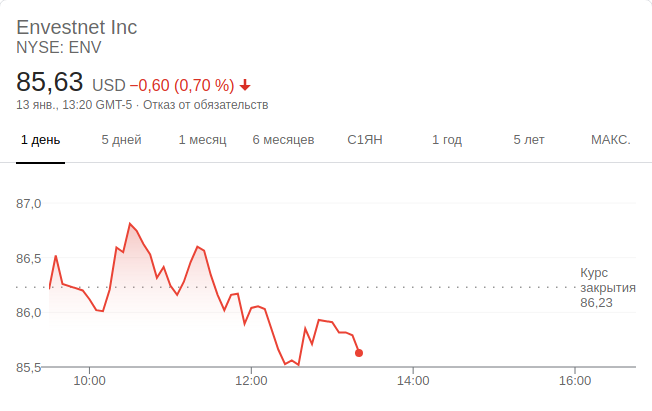 Envestnet Inc
NYSE: ENV
85,63 USD −0,60 (0,70 %)
13 янв., 13:20 GMT-5 · Отказ от обязательств
1 день 5 дней 1 месяц 6 месяцев С1ЯН 1 год 5 лет МАКС.
87,0
86,5
Курс
закрытия
86,23
86,0
85,5
10:00 12:00 14:00 16:00